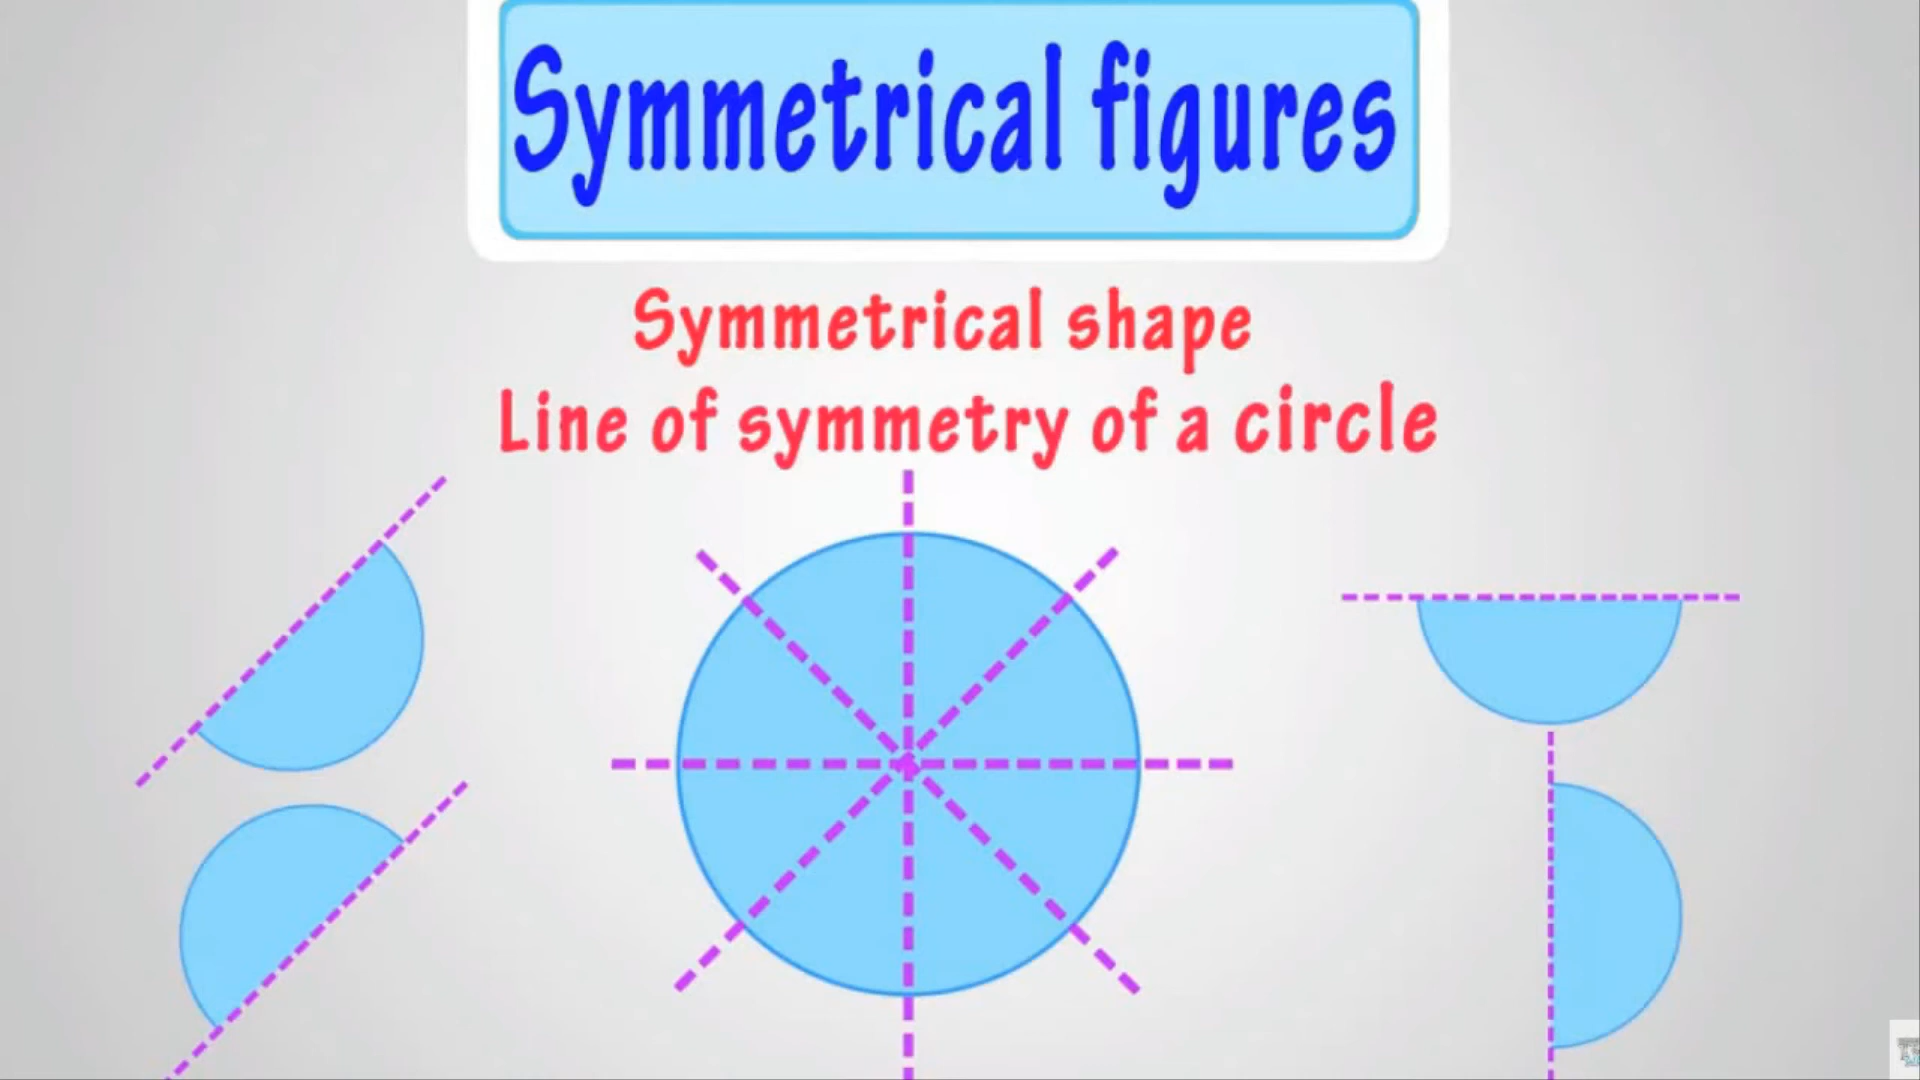 Symmetrical figures
Symmetrical shape
Line of symmetry of a circle